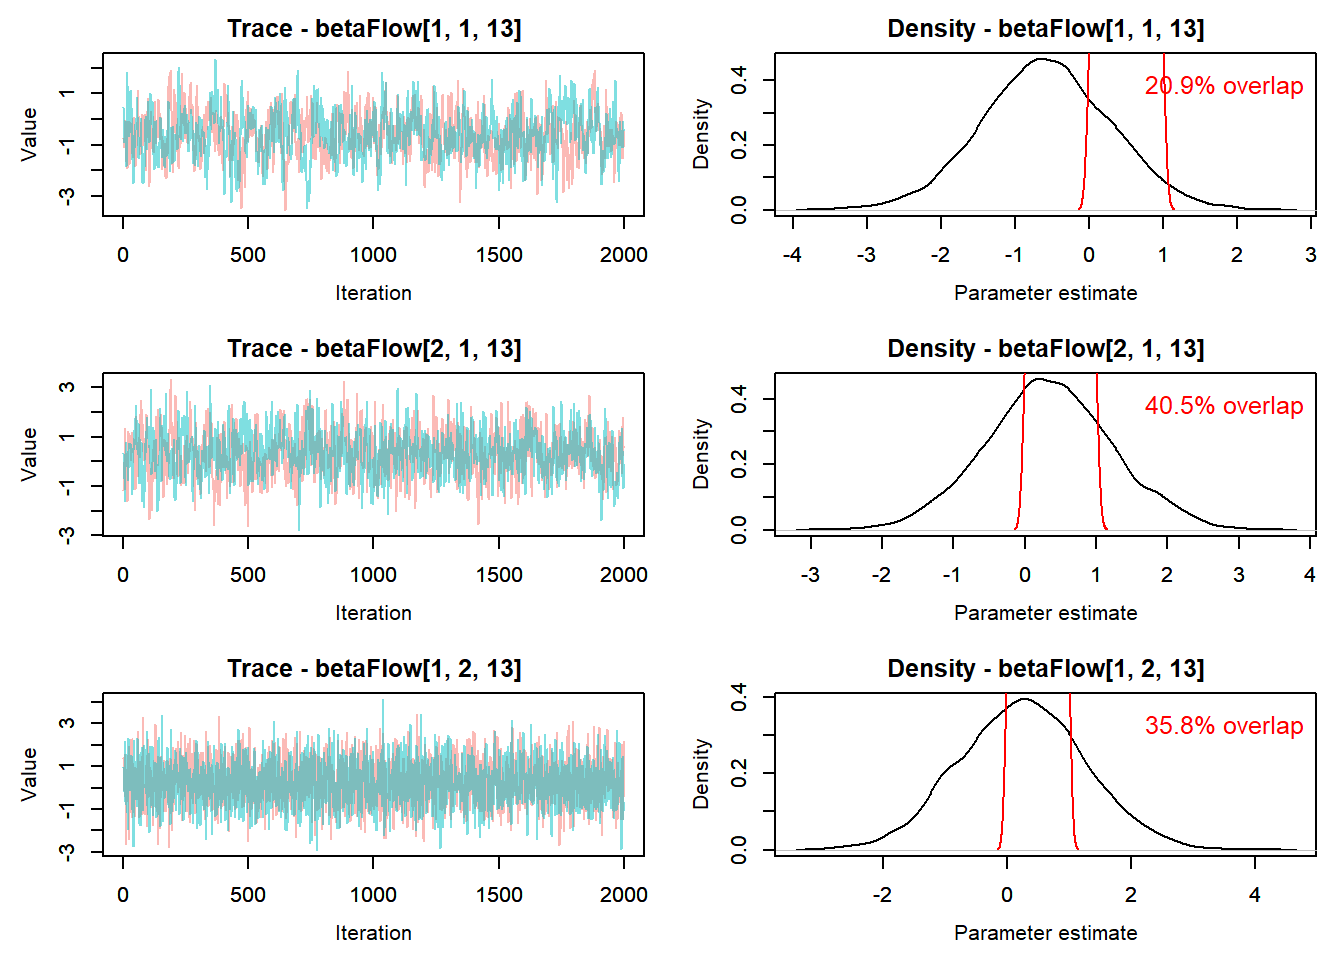 Trace - betaFlow[1, 1, 13]
Value
1
-1
-3
0 500 1000 1500 2000
Iteration
Density - betaFlow[1, 1, 13]
20.9% overlap
Density
0.4
0.2
0.0
-4 -3 -2 -1 0 1 2 3
Parameter estimate
Trace - betaFlow[2, 1, 13]
Value
3
1
-1
-3
0 500 1000 1500 2000
Iteration
Density - betaFlow[2, 1, 13]
40.5% overlap
Density
0.4
0.2
0.0
-3 -2 -1 0 1 2 3 4
Parameter estimate
Trace - betaFlow[1, 2, 13]
Value
3
1
-1
-3
0 500 1000 1500 2000
Iteration
Density - betaFlow[1, 2, 13]
35.8% overlap
Density
0.4
0.2
0.0
-2 0 2 4
Parameter estimate